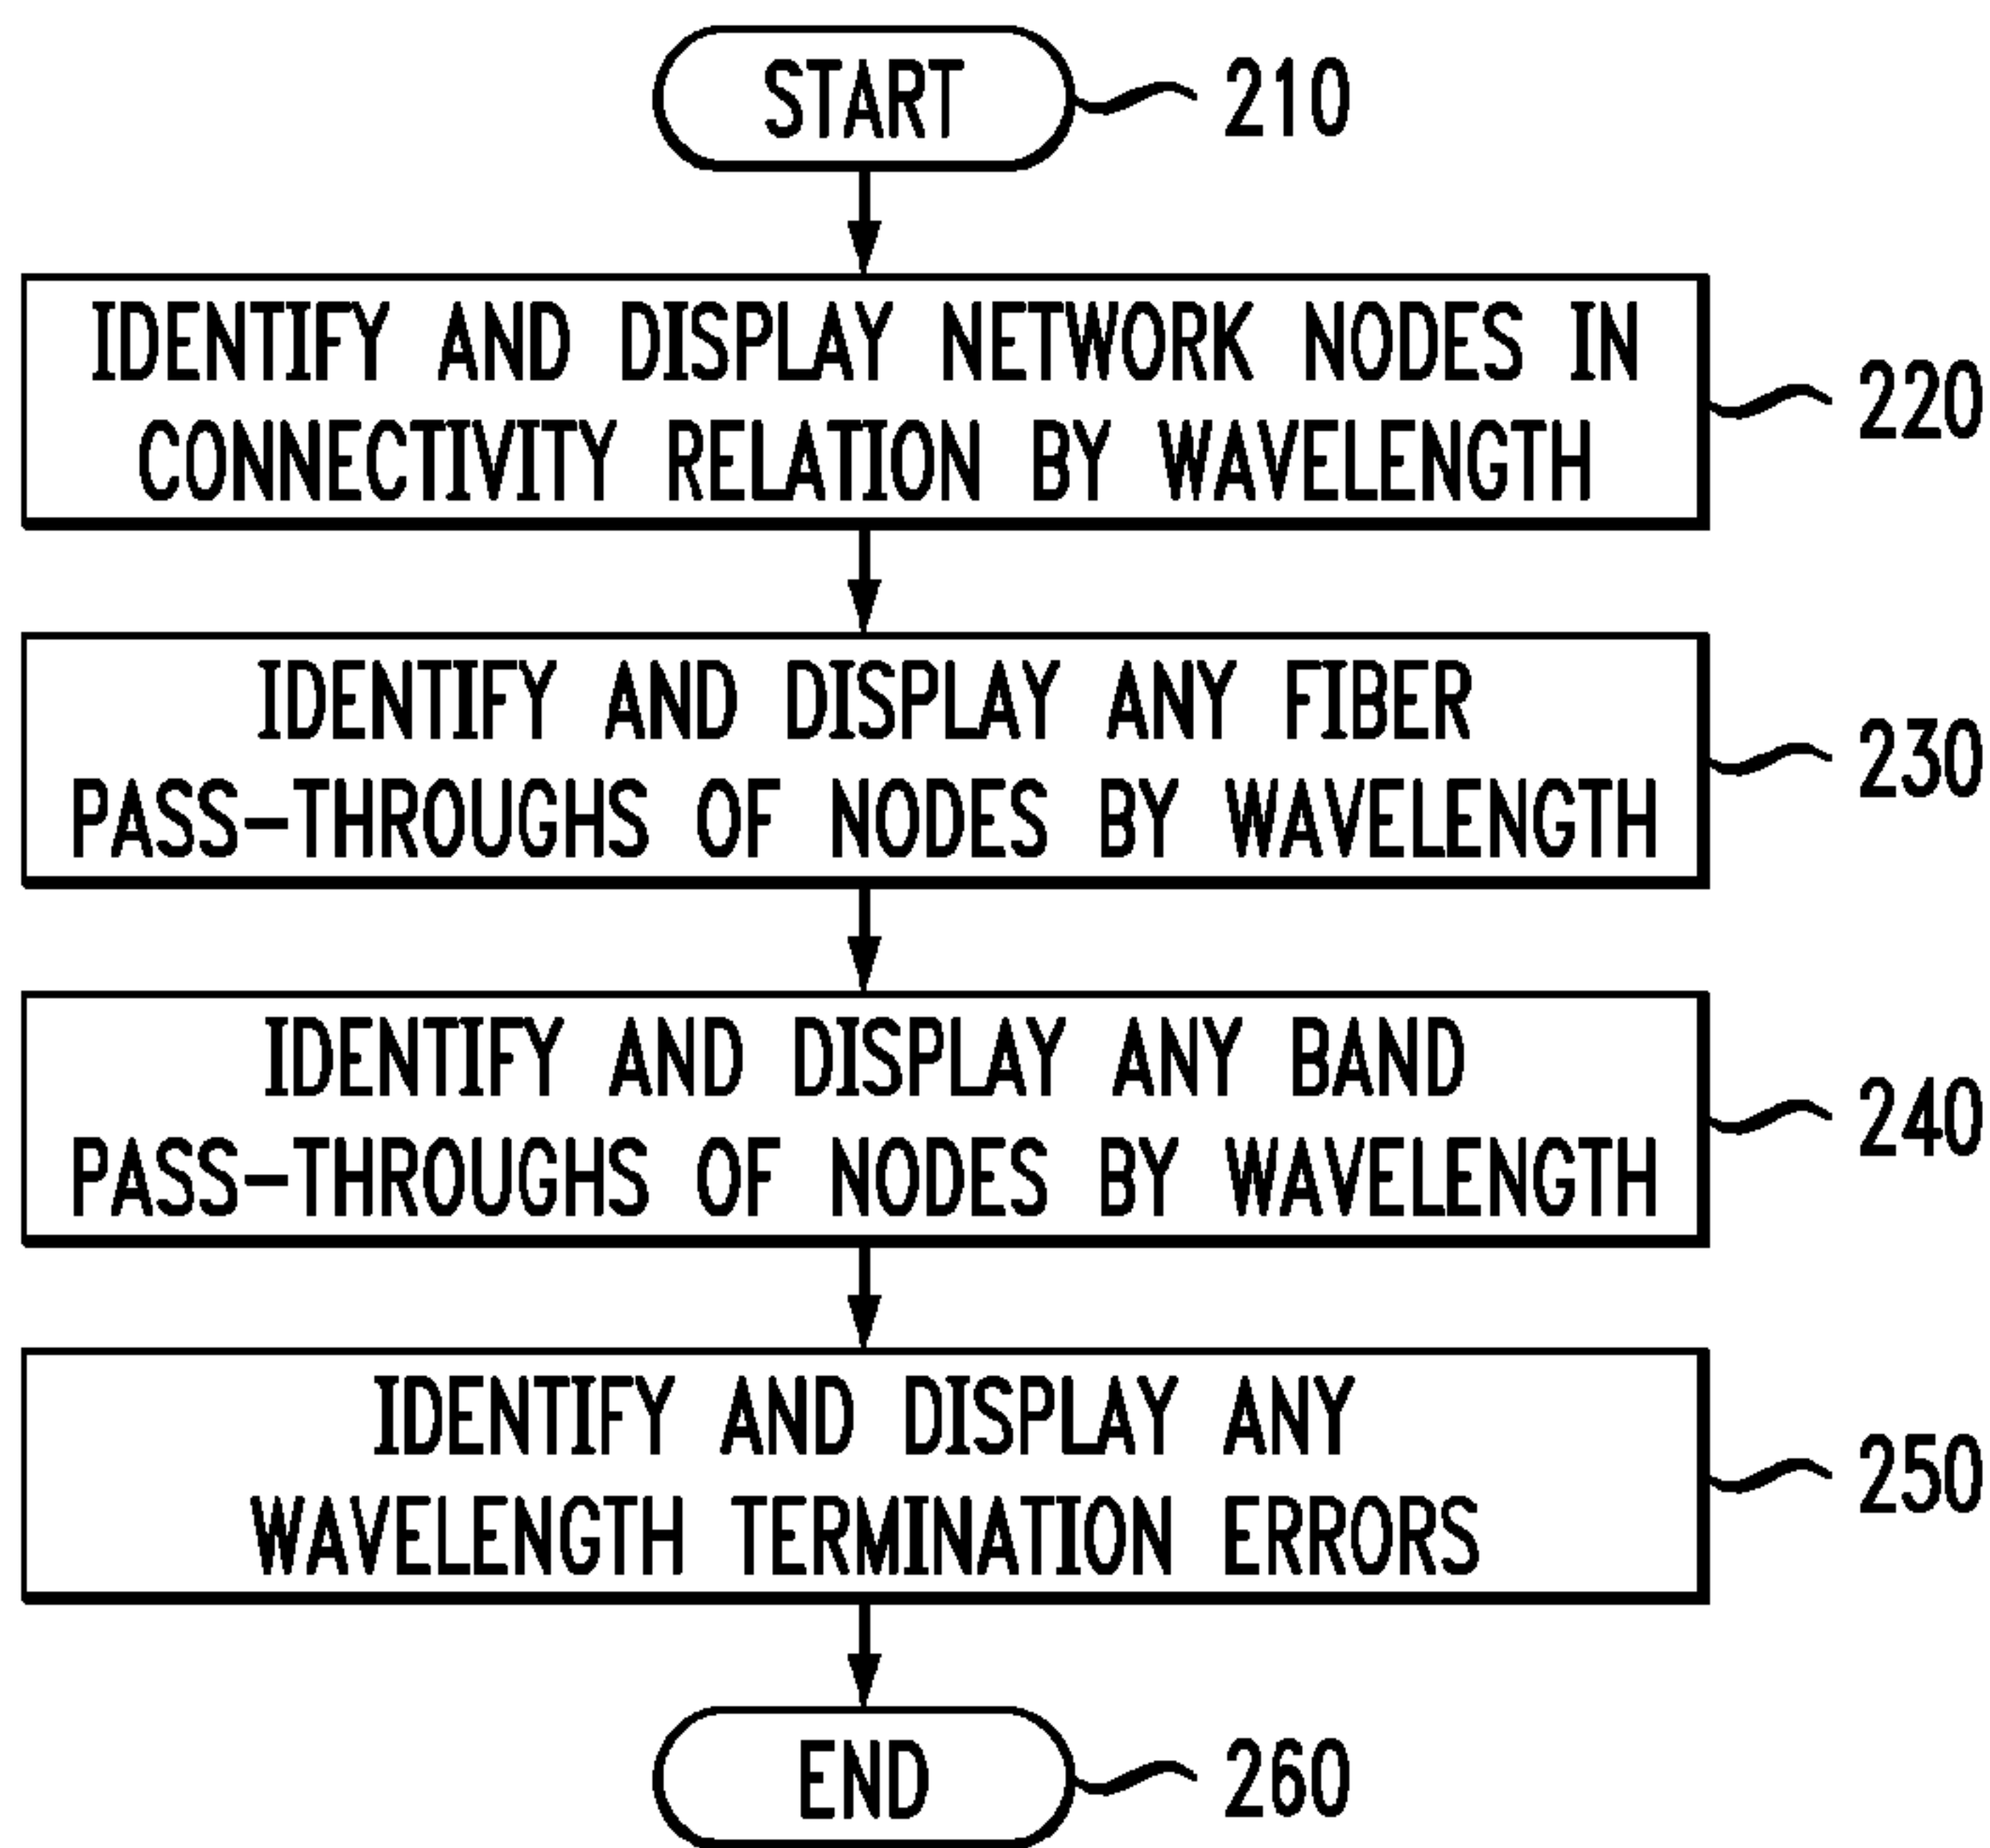 START
210
IDENTIFY AND DISPLAY NETWORK NODES IN
CONNECTIVITY RELATION BY WAVELENGTH
220
IDENTIFY AND DISPLAY ANY FIBER
PASS-THROUGHS OF NODES BY WAVELENGTH
230
IDENTIFY AND DISPLAY ANY BAND
PASS-THROUGHS OF NODES BY WAVELENGTH
240
IDENTIFY AND DISPLAY ANY
WAVELENGTH TERMINATION ERRORS
250
END
260